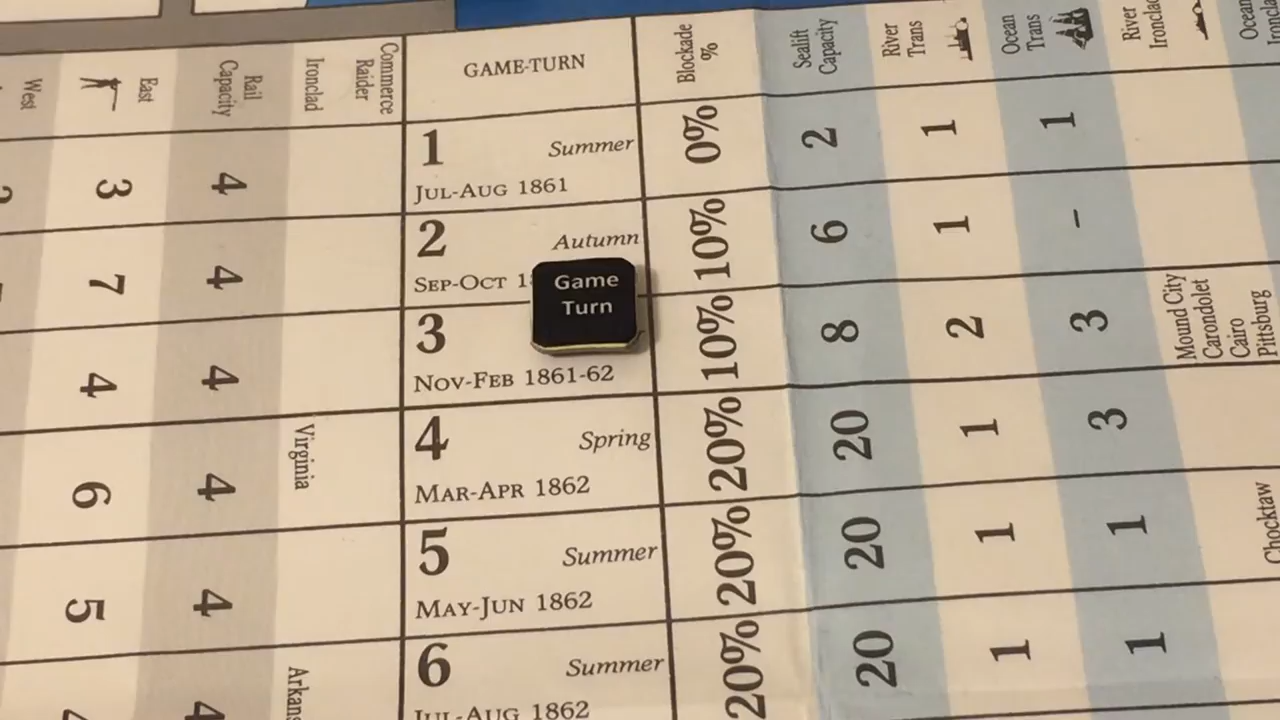 West
East
Rail
Capacity
Ironclad
Commerce
Raider
GAME-TURN
Blockade
%
Sealift
Capacity
River
Trans
Ocean
Trans
River
Ocean
3 4
1 Summer
JUL-AUG 1861
0% 2 1 1
7 4
2 Autumn
SEP-OCT
10% 6 1 -
4 4
3
NOV-FEB 1861-62
10% 8 2 3
Mound City
Carondolet
Cairo
Pittsburg
6 4 Virginia
4 Spring
MAR-APR 1862
20% 20 1 3
5 4
5 Summer
MAY-JUN 1862
20% 20 1 1
Chocktaw
4
6 Summer
JUL-AUG 1862
20% 20 1 1
Game
Turn